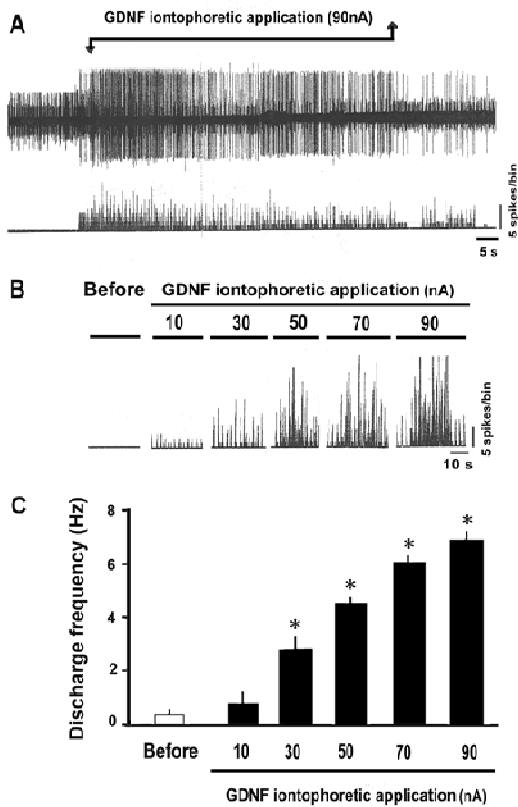 A
GDNF iontophoretic application (90nA)
5 spikes/bin
5 s
B
Before
GDNF iontophoretic application (nA)
10 30 50 70 90
5 spikes/bin
10 s
C
Discharge frequency (Hz)
8
6
4
2
0
* * * *
Before 10 30 50 70 90
GDNF iontophoretic application (nA)